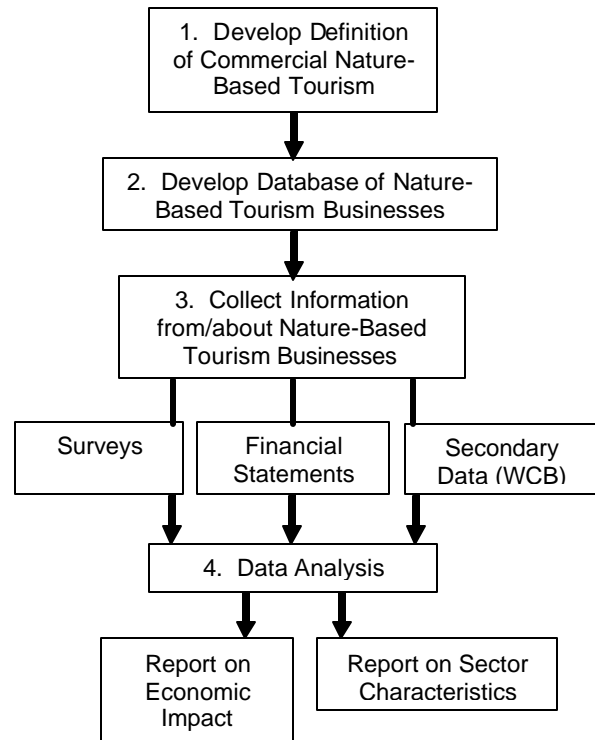 1. Develop Definition
of Commercial Nature-
Based Tourism
2. Develop Database of Nature-
Based Tourism Businesses
3. Collect Information
from/about Nature-Based
Tourism Businesses
Surveys
Financial
Statements
Secondary
Data (WCB)
4. Data Analysis
Report on
Economic
Impact
Report on Sector
Characteristics